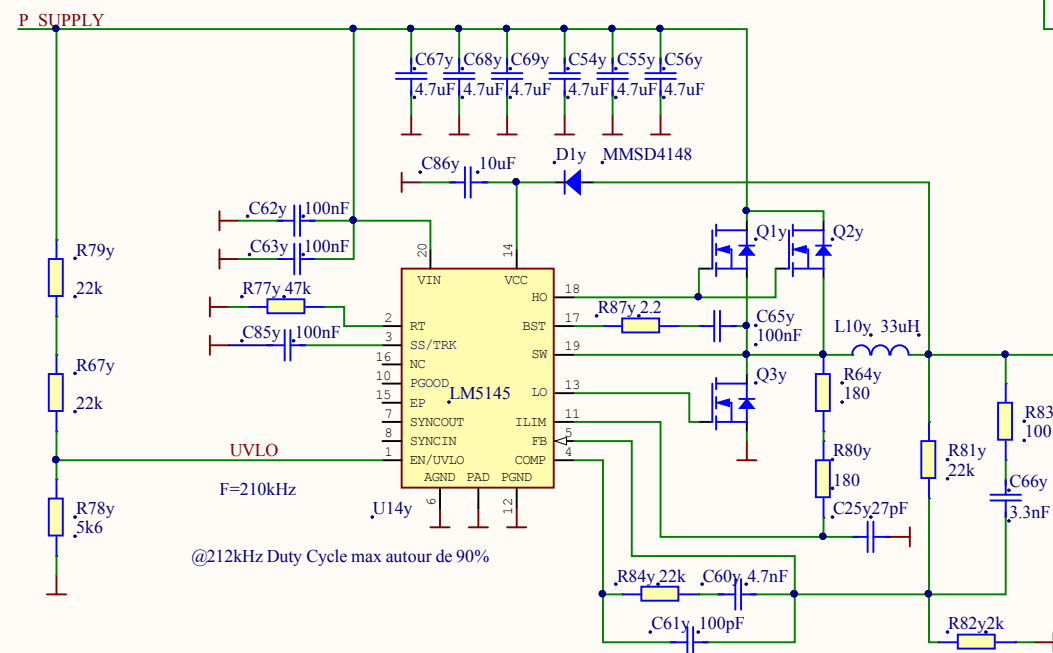 P_SUPPLY
C67y
4.7uF
C68y
4.7uF
C69y
4.7uF
C54y
4.7uF
C55y
4.7uF
C56y
4.7uF
C86y 10uF
D1y MMSD4148
C62y 100nF
C63y 100nF
R77y 47k
C85y 100nF
R79y
22k
R67y
22k
R78y
5k6
UVLO
F=210kHz
@212kHz Duty Cycle max autour de 90%
20
14
VIN
VCC
HO
18
BST
17
SW
19
LO
13
ILIM
11
FB
5
COMP
4
2
RT
3
SS/TRK
16
NC
10
PGOOD
15
EP
7
SYNCOUT
8
SYNCIN
1
EN/UVLO
AGND PAD PGND
6
12
LM5145
U14y
R87y 2.2
C65y
100nF
Q1y
Q2y
Q3y
L10y 33uH
R64y
180
R80y
180
C25y 27pF
R81y
22k
R83
100
C66y
3.3nF
R84y 22k
C60y 4.7nF
C61y 100pF
R82y 2k